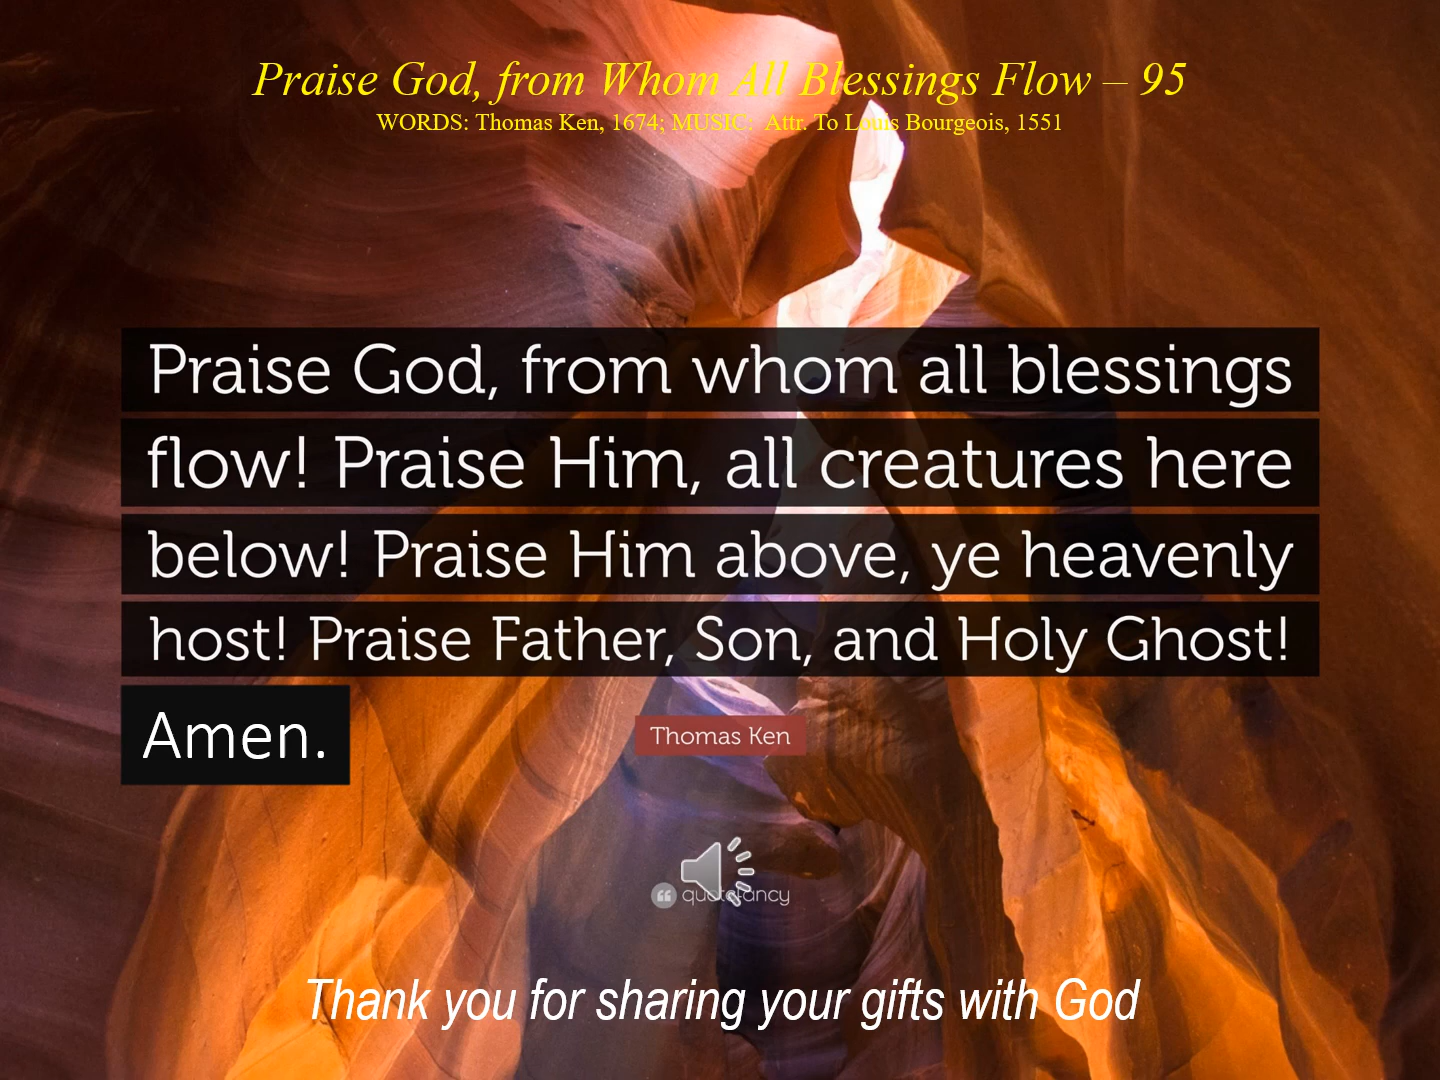 Praise God, from Whom All Blessings Flow – 95
WORDS: Thomas Ken, 1674; MUSIC: Attr. To Louis Bourgeois, 1551
Praise God, from whom all blessings
flow! Praise Him, all creatures here
below! Praise Him above, ye heavenly
host! Praise Father, Son, and Holy Ghost!
Amen.
Thomas Ken
quotefancy
Thank you for sharing your gifts with God